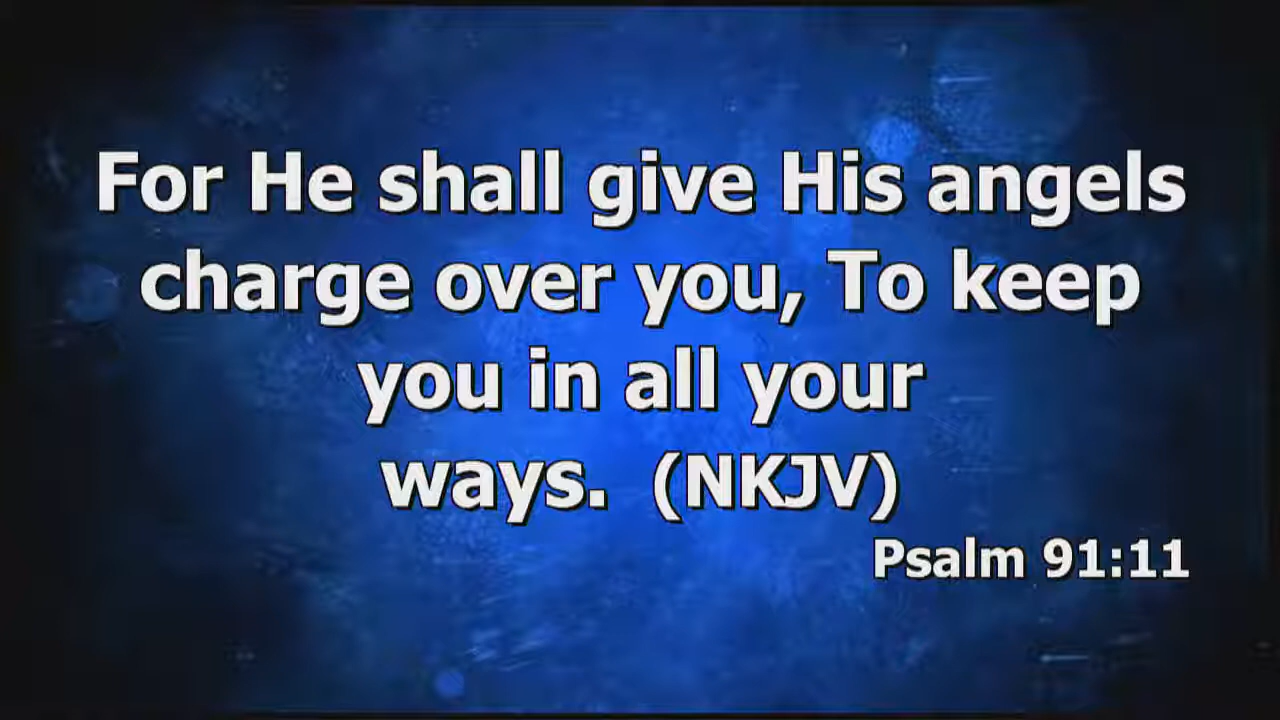 For He shall give His angels
charge over you, To keep
you in all your
ways.  (NKJV)
Psalm 91:11